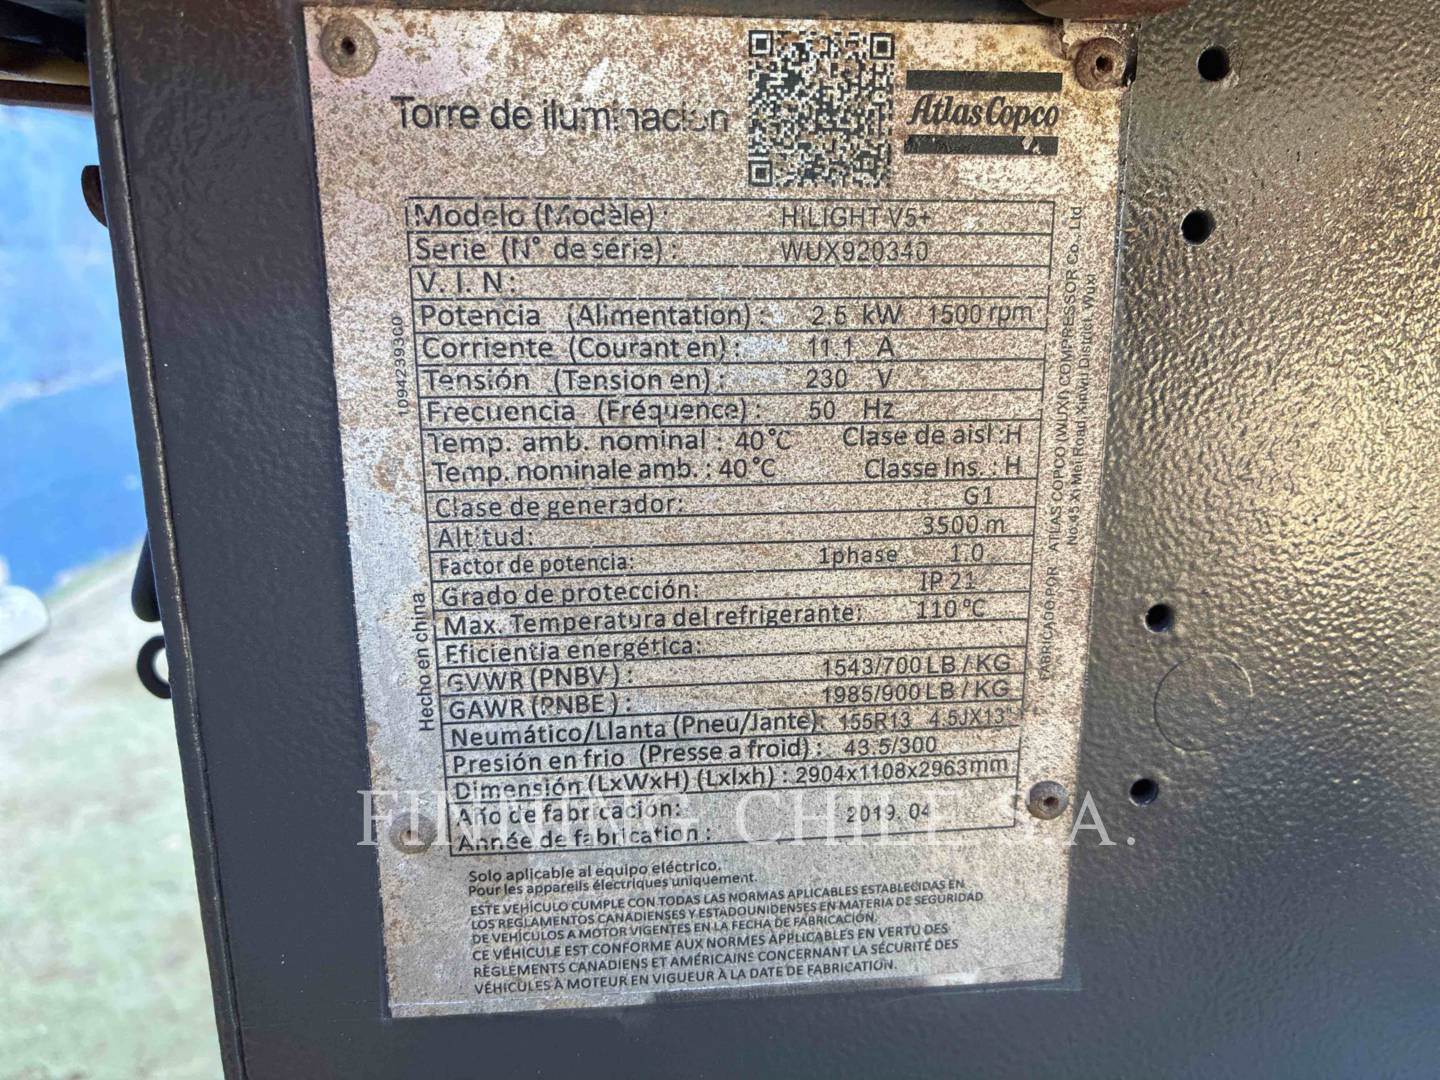 Torre de iluminación
Atlas Copco
Modelo (Modèle) : HILIGHT V5+
Serie (N° de série) : WUX920340
V. I. N :
Potencia (Alimentation) : 2.5 kW 1500 rpm
Corriente (Courant en) : 11.1 A
Tensión (Tension en) : 230 V
Frecuencia (Fréquence) : 50 Hz
Temp. amb. nominal : 40°C Clase de aisl.:H
Temp. nominale amb. : 40°C Classe Ins. : H
Clase de generador: G1
Altitud: 3500 m
Factor de potencia: 1phase 1.0
Grado de protección: IP 21
Max. Temperatura del refrigerante: 110 °C
Eficientia energética:
GVWR (PNBV) : 1543/700 LB / KG
GAWR (PNBE) : 1985/900 LB / KG
Neumático/Llanta (Pneu/Jante): 155R13 4.5JX13"
Presión en frio (Presse a froid) : 43.5/300
Dimensión (LxWxH) (Lxlxh) : 2904x1108x2963mm
Año de fabricación: 2019. 04
Année de fabrication :
Solo aplicable al equipo eléctrico.
Pour les appareils électriques uniquement.
ESTE VEHÍCULO CUMPLE CON TODAS LAS NORMAS APLICABLES ESTABLECIDAS EN
LOS REGLAMENTOS CANADIENSES Y ESTADOUNIDENSES EN MATERIA DE SEGURIDAD
DE VEHÍCULOS A MOTOR VIGENTES EN LA FECHA DE FABRICACIÓN.
CE VÉHICULE EST CONFORME AUX NORMES APPLICABLES EN VERTU DES
RÈGLEMENTS CANADIENS ET AMÉRICAINS CONCERNANT LA SÉCURITÉ DES
VÉHICULES À MOTEUR EN VIGUEUR À LA DATE DE FABRICATION.
1094239300
Hecho en china
FABRICADO POR ATLAS COPCO (WUXI) COMPRESSOR Co., Ltd
No.45 Xi Mei Road Xinwu District, Wuxi
FINNING CHILE S.A.